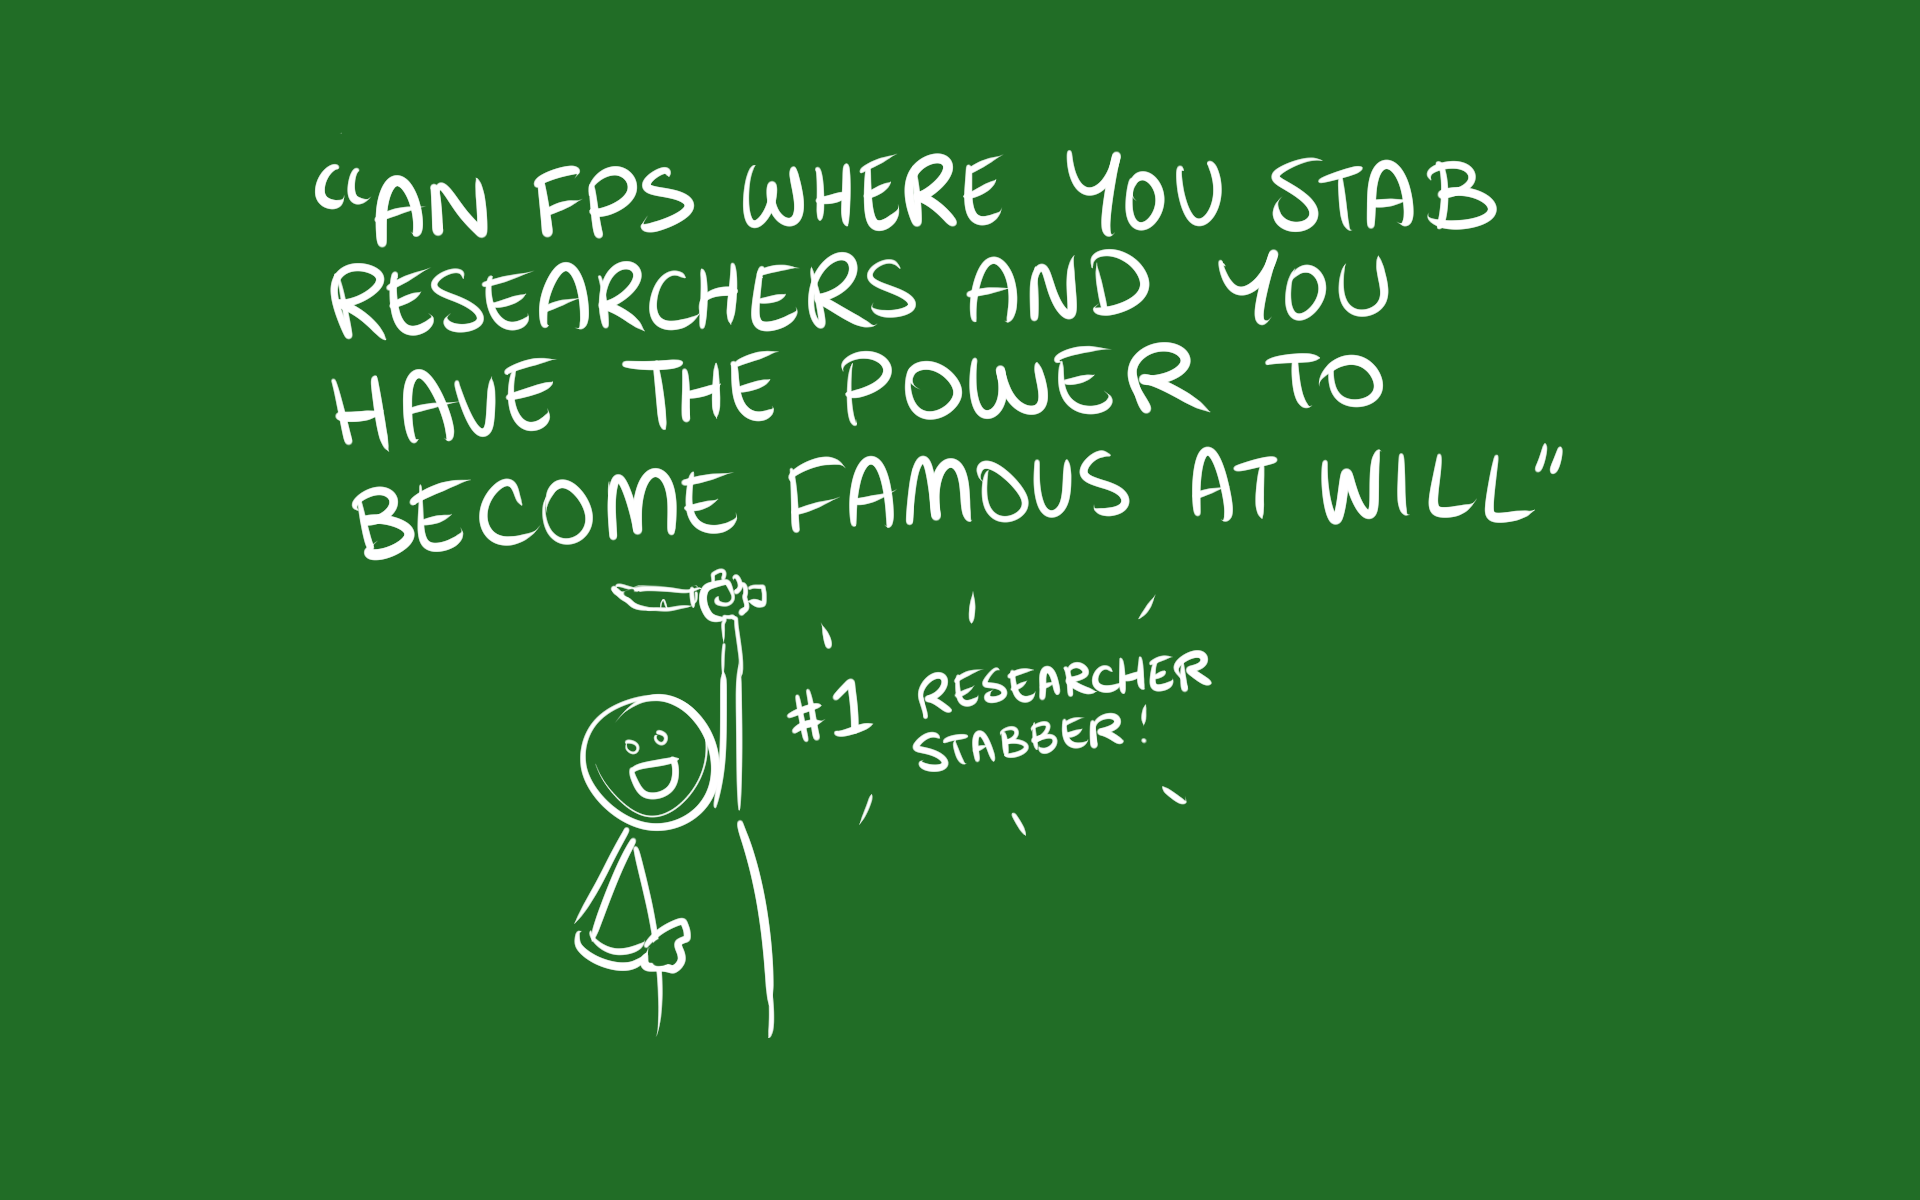 “AN FPS WHERE YOU STAB
RESEARCHERS AND YOU
HAVE THE POWER TO
BECOME FAMOUS AT WILL”
#1 RESEARCHER
STABBER!